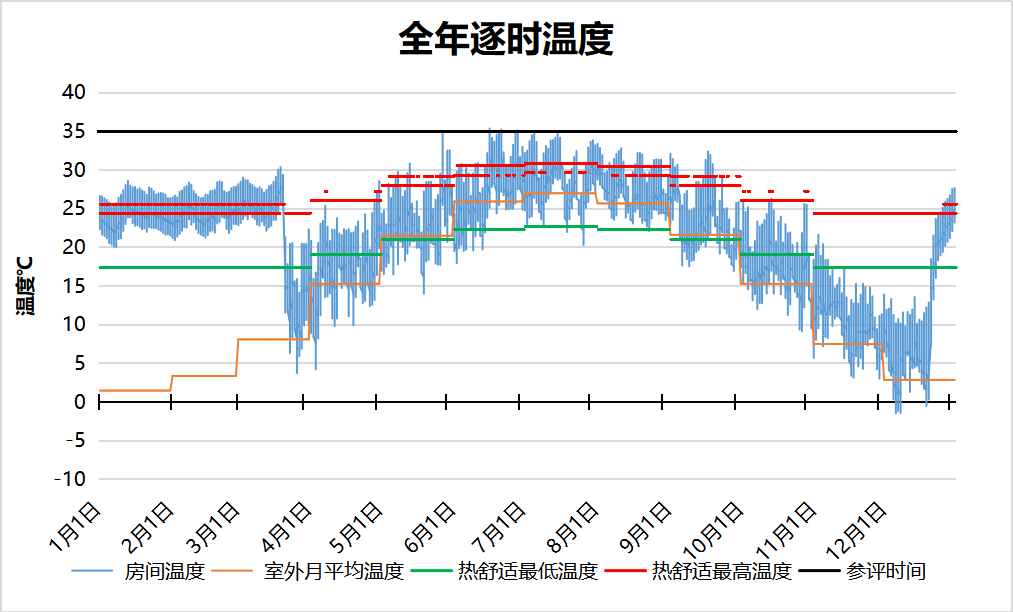 全年逐时温度
40
35
30
25
20
15
10
5
0
-5
-10
温度℃
1月1日
2月1日
3月1日
4月1日
5月1日
6月1日
7月1日
8月1日
9月1日
10月1日
11月1日
12月1日
房间温度 室外月平均温度 热舒适最低温度 热舒适最高温度 参评时间